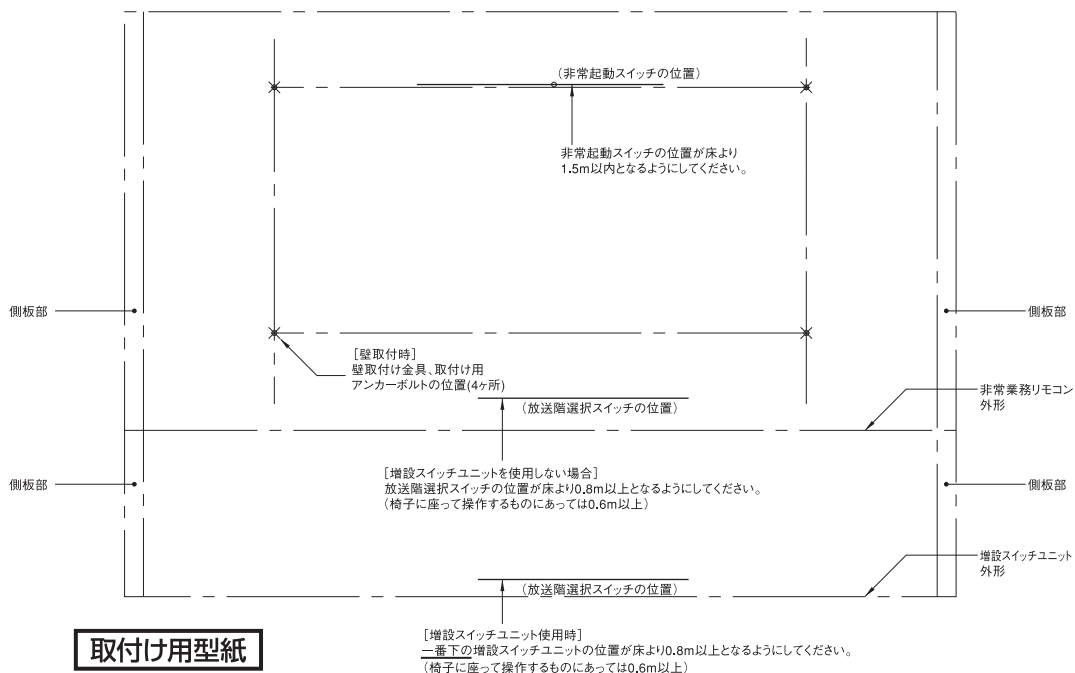 (非常起動スイッチの位置)
非常起動スイッチの位置が床より
1.5m以内となるようにしてください。
側板部
側板部
[壁取付時]
壁取付け金具、取付け用
アンカーボルトの位置(4ヶ所)
非常業務リモコン
外形
(放送階選択スイッチの位置)
[増設スイッチユニットを使用しない場合]
放送階選択スイッチの位置が床より0.8m以上となるようにしてください。
(椅子に座って操作するものにあっては0.6m以上)
側板部
側板部
増設スイッチユニット
外形
(放送階選択スイッチの位置)
[増設スイッチユニット使用時]
一番下の増設スイッチユニットの位置が床より0.8m以上となるようにしてください。
(椅子に座って操作するものにあっては0.6m以上)
取付け用型紙